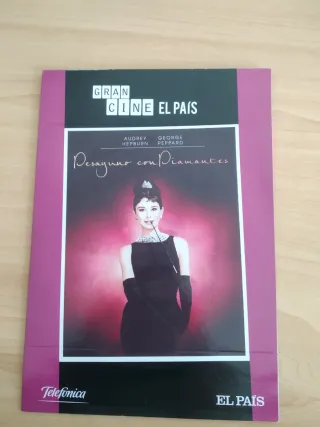 GRAN
CINE EL PAÍS
AUDREY HEPBURN GEORGE PEPPARD
Desayuno con Diamantes
Telefónica
EL PAÍS